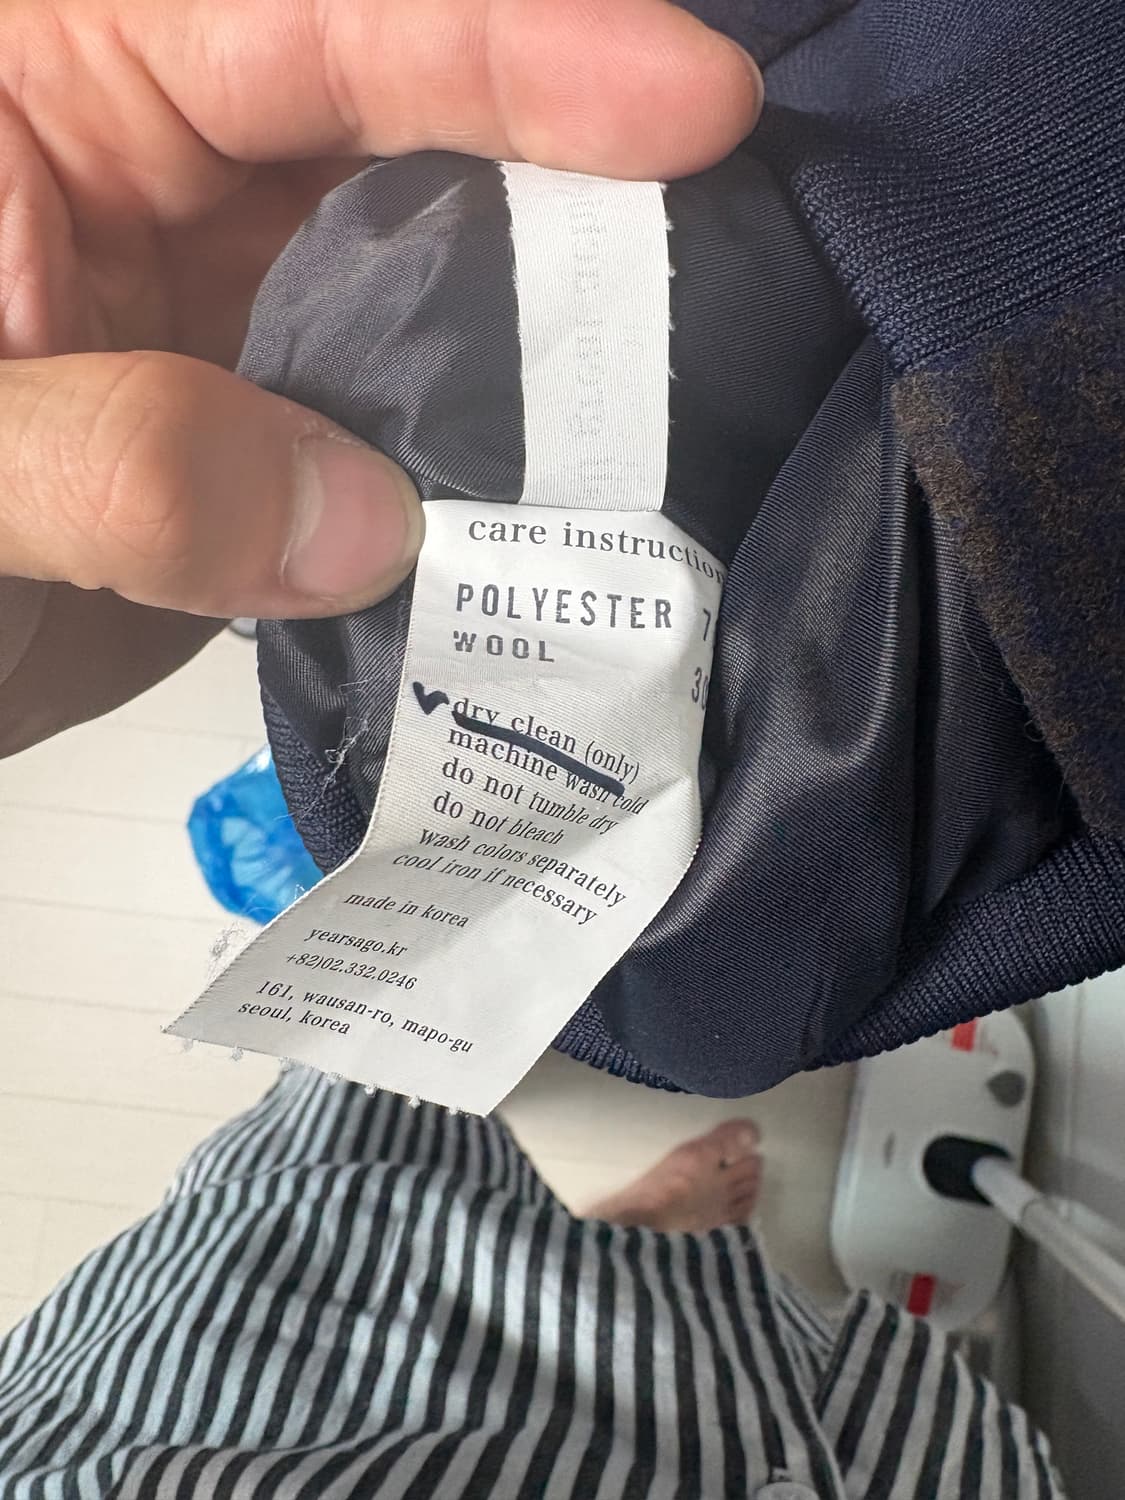 care instruction
POLYESTER 7
WOOL 30
dry clean (only)
machine wash cold
do not tumble dry
do not bleach
wash colors separately
cool iron if necessary
made in korea
yearsago.kr
+82)02.332.0246
161, wausan-ro, mapo-gu
seoul, korea